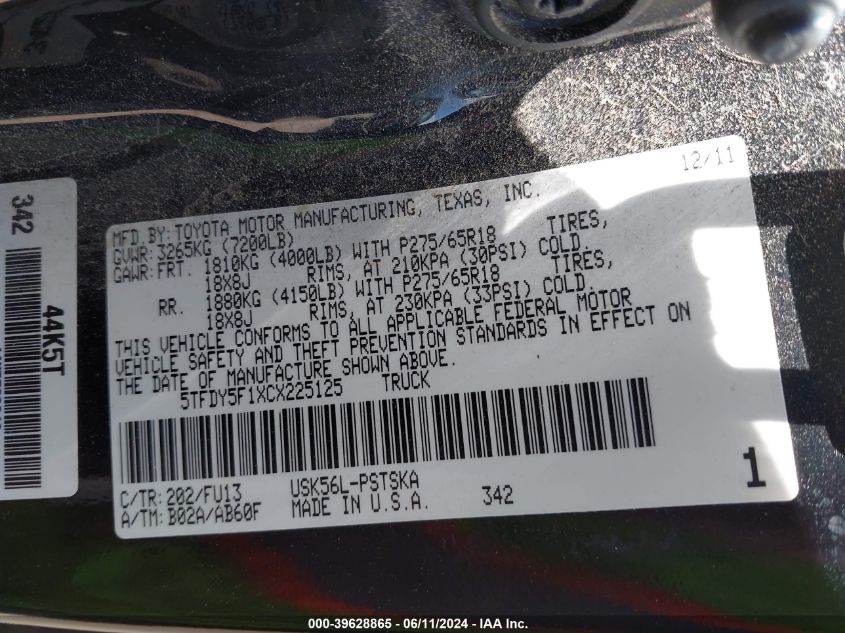 12/11
MFD.BY: TOYOTA MOTOR MANUFACTURING, TEXAS, INC.
GVWR: 3265KG (7200LB)
GAWR: FRT. 1810KG (4000LB) WITH P275/65R18 TIRES,
18X8J RIMS, AT 210KPA (30PSI) COLD.
RR. 1880KG (4150LB) WITH P275/65R18 TIRES,
18X8J RIMS, AT 230KPA (33PSI) COLD.
THIS VEHICLE CONFORMS TO ALL APPLICABLE FEDERAL MOTOR
VEHICLE SAFETY AND THEFT PREVENTION STANDARDS IN EFFECT ON
THE DATE OF MANUFACTURE SHOWN ABOVE.
5TFDY5F1XCX225125 TRUCK
C/TR: 202/FU13 USK56L-PSTSKA
A/TM: B02A/AB60F MADE IN U.S.A. 342
1
342
44K5T
000-39628865 - 06/11/2024 - IAA Inc.